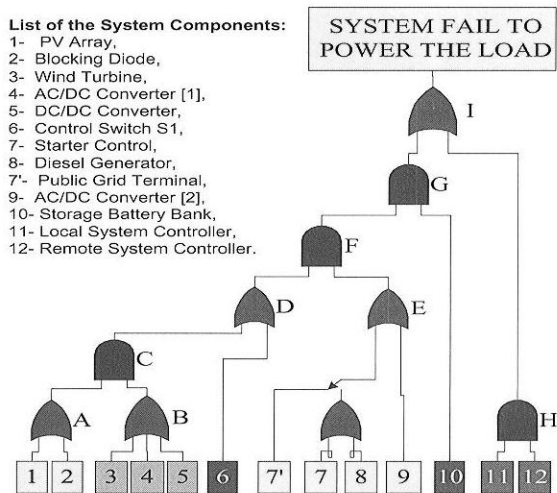 List of the System Components:
1- PV Array,
2- Blocking Diode,
3- Wind Turbine,
4- AC/DC Converter [1],
5- DC/DC Converter,
6- Control Switch S1,
7- Starter Control,
8- Diesel Generator,
7'- Public Grid Terminal,
9- AC/DC Converter [2],
10- Storage Battery Bank,
11- Local System Controller,
12- Remote System Controller.
SYSTEM FAIL TO
POWER THE LOAD
I
G
F
D
E
C
A
B
H
1 2 3 4 5 6 7' 7 8 9 10 11 12